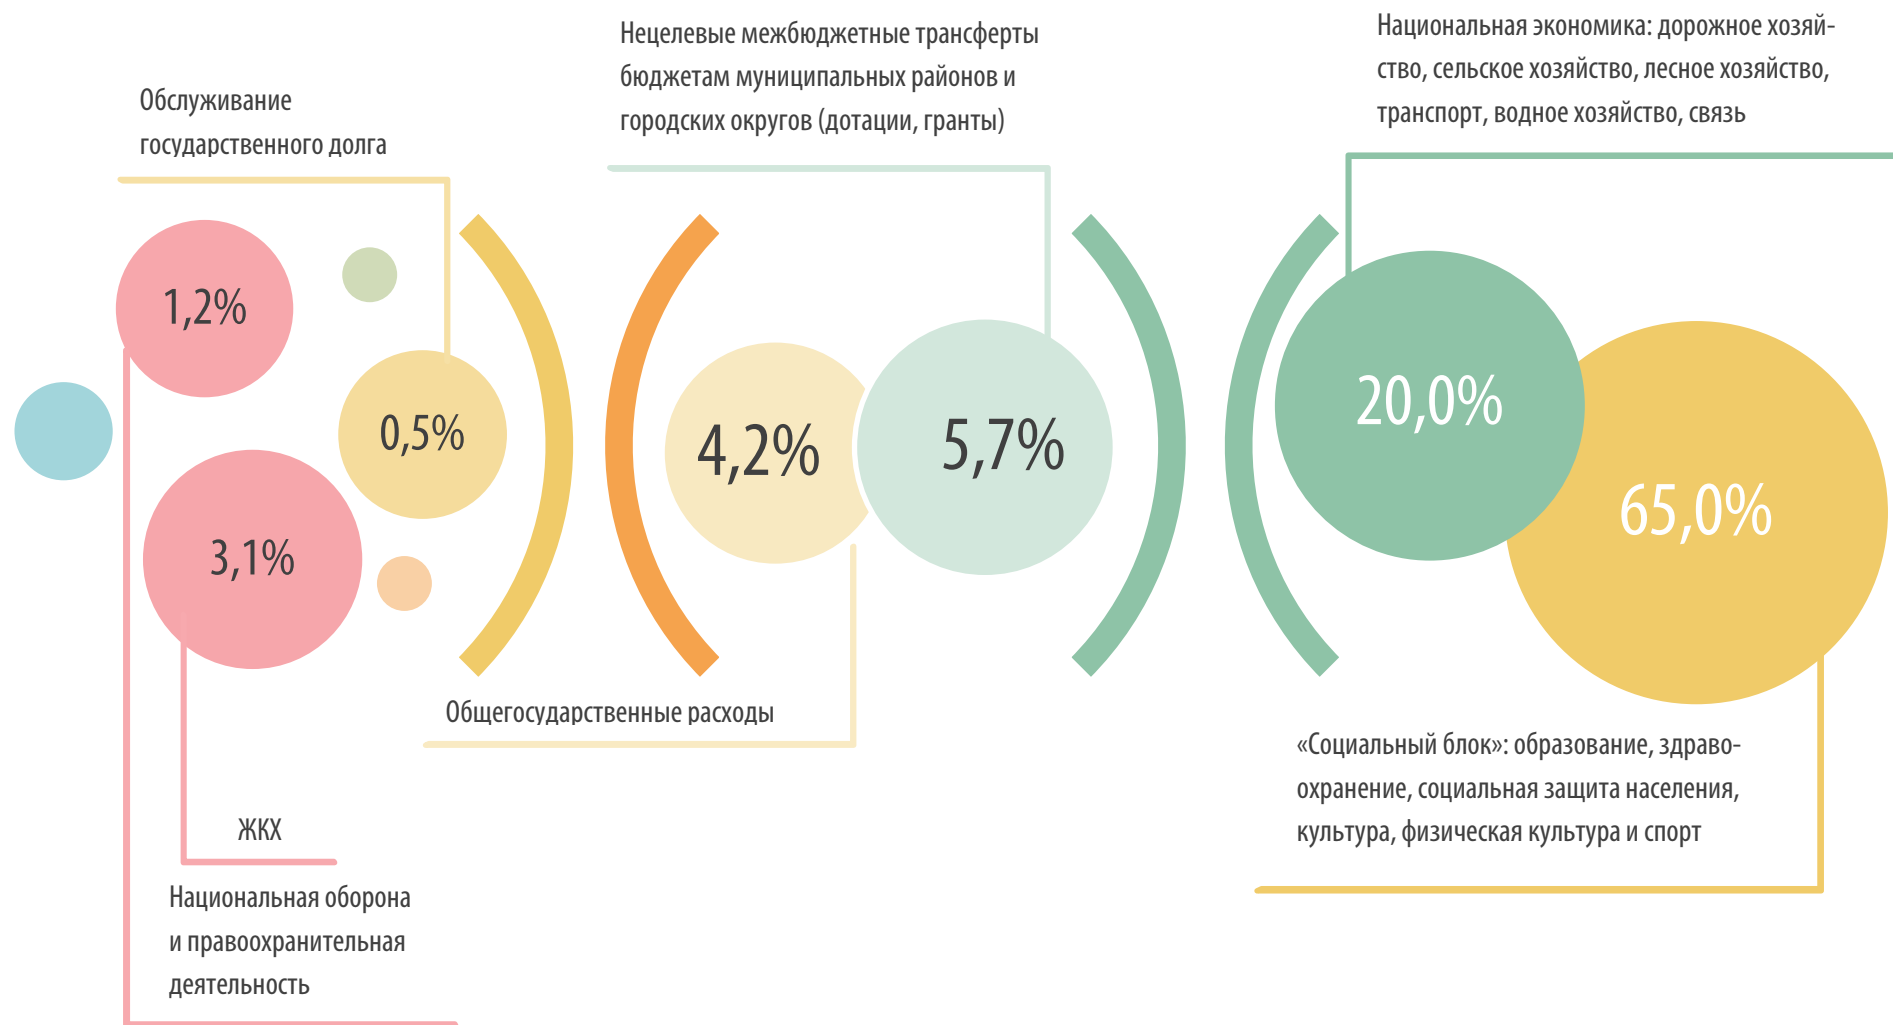 Обслуживание
государственного долга
Нецелевые межбюджетные трансферты
бюджетам муниципальных районов и
городских округов (дотации, гранты)
Национальная экономика: дорожное хозяй-
ство, сельское хозяйство, лесное хозяйство,
транспорт, водное хозяйство, связь
1,2%
0,5%
3,1%
4,2%
5,7%
20,0%
65,0%
Общегосударственные расходы
«Социальный блок»: образование, здраво-
охранение, социальная защита населения,
культура, физическая культура и спорт
ЖКХ
Национальная оборона
и правоохранительная
деятельность